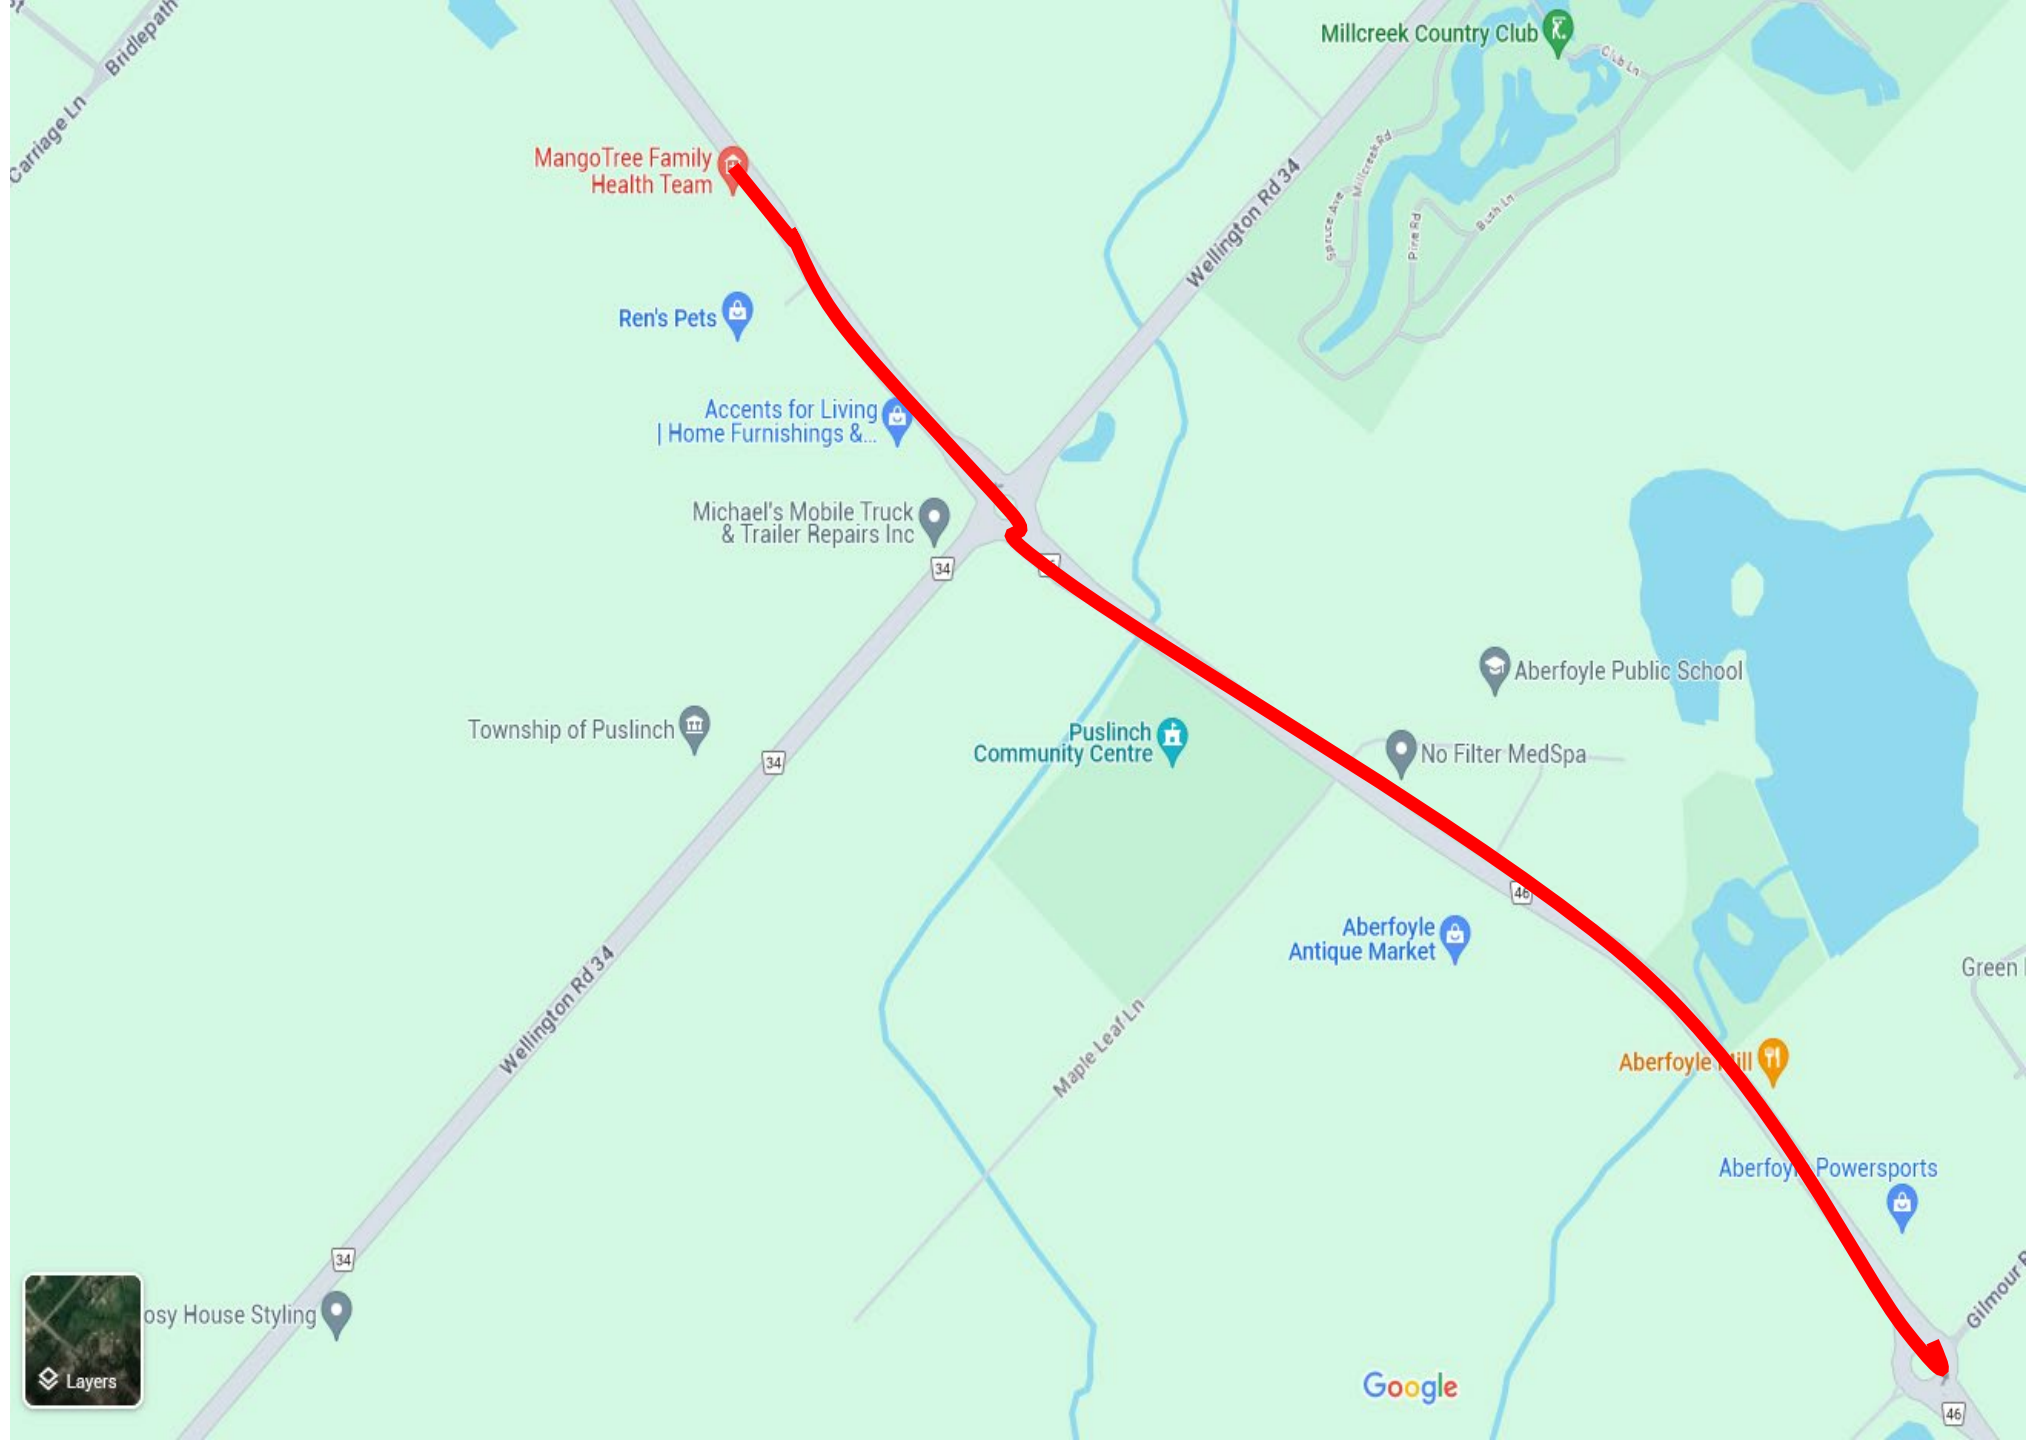 Bridlepath
Carriage Ln
Millcreek Country Club
Club Ln
MangoTree Family
Health Team
Millcreek Rd
Spruce Ave
Pine Rd
Bush Ln
Wellington Rd 34
Ren's Pets
Accents for Living
| Home Furnishings &...
Michael's Mobile Truck
& Trailer Repairs Inc
34
Aberfoyle Public School
Township of Puslinch
Puslinch
Community Centre
No Filter MedSpa
34
46
Aberfoyle
Antique Market
Green
Wellington Rd 34
Maple Leaf Ln
Aberfoyle
Powersports
34
osy House Styling
Gilmour
Layers
Google
46